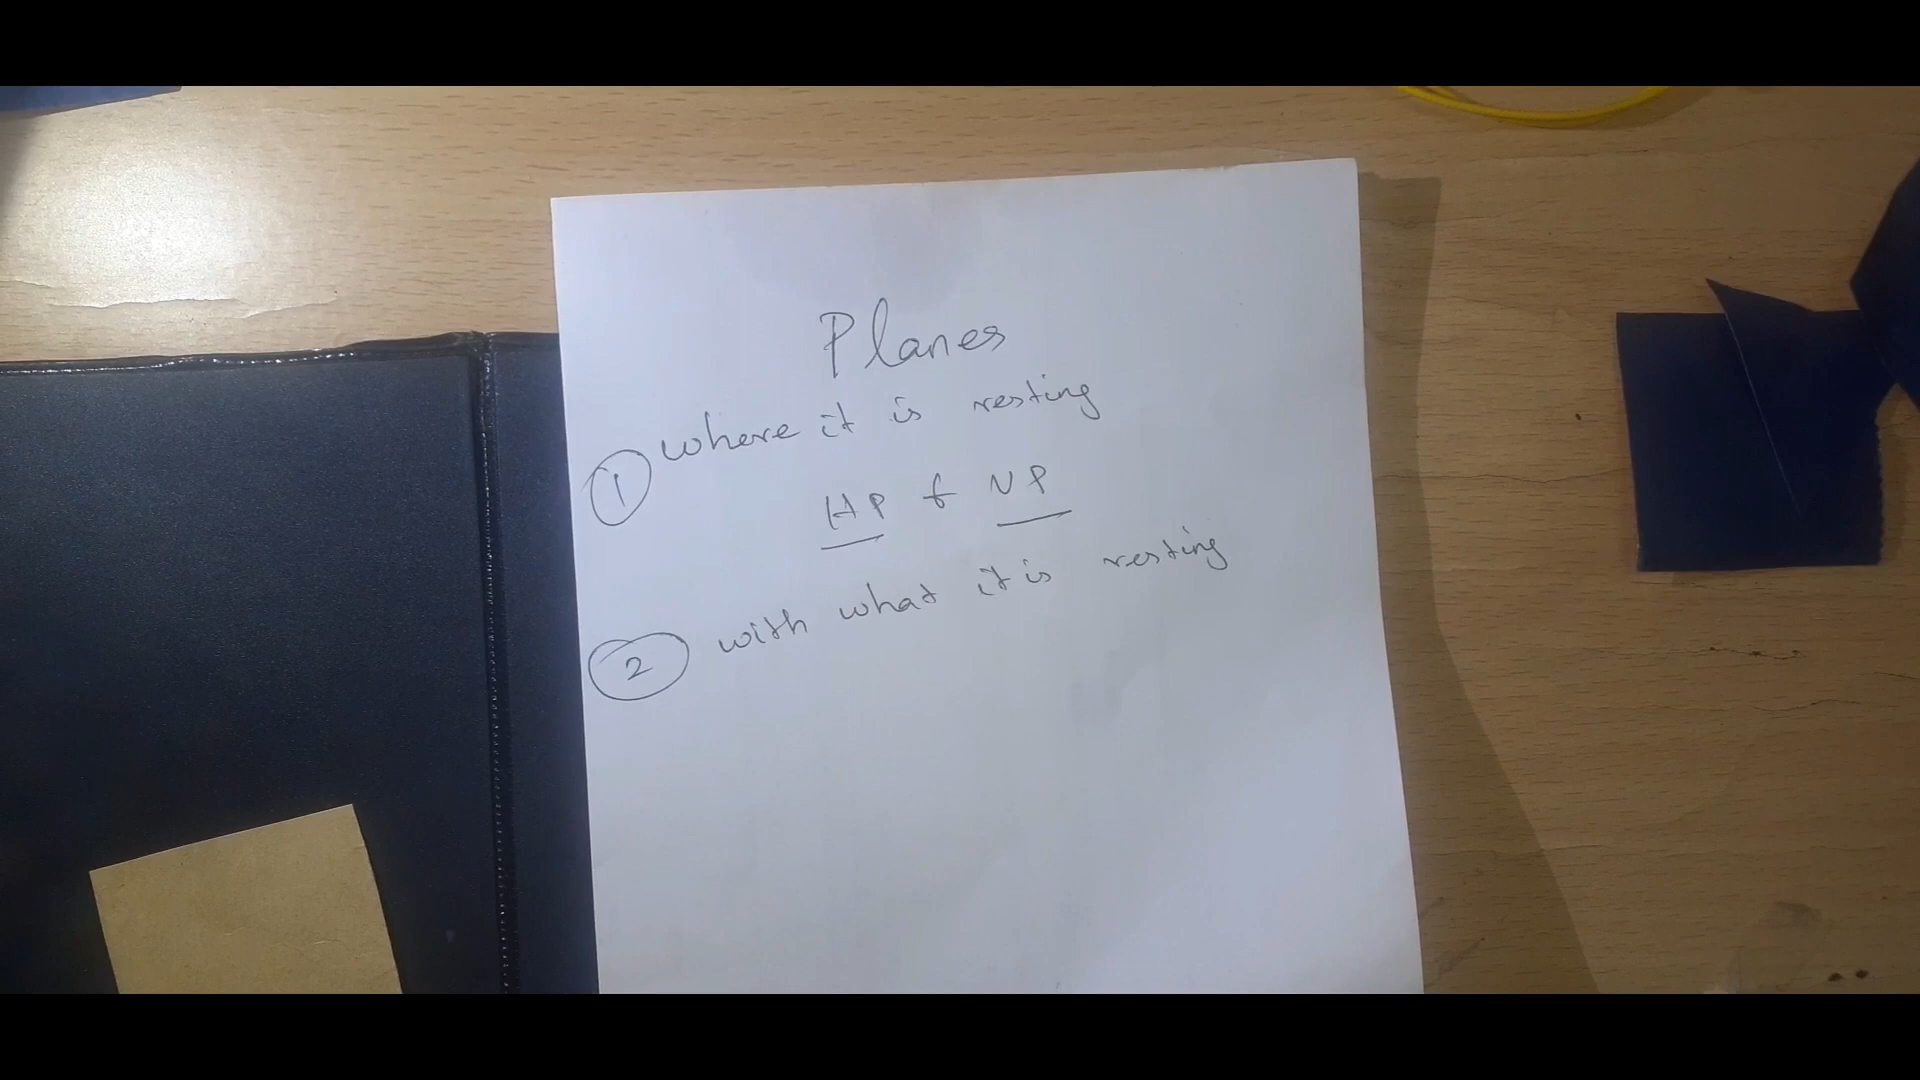 Planes
1 where it is resting
HP & VP
2 with what it is resting